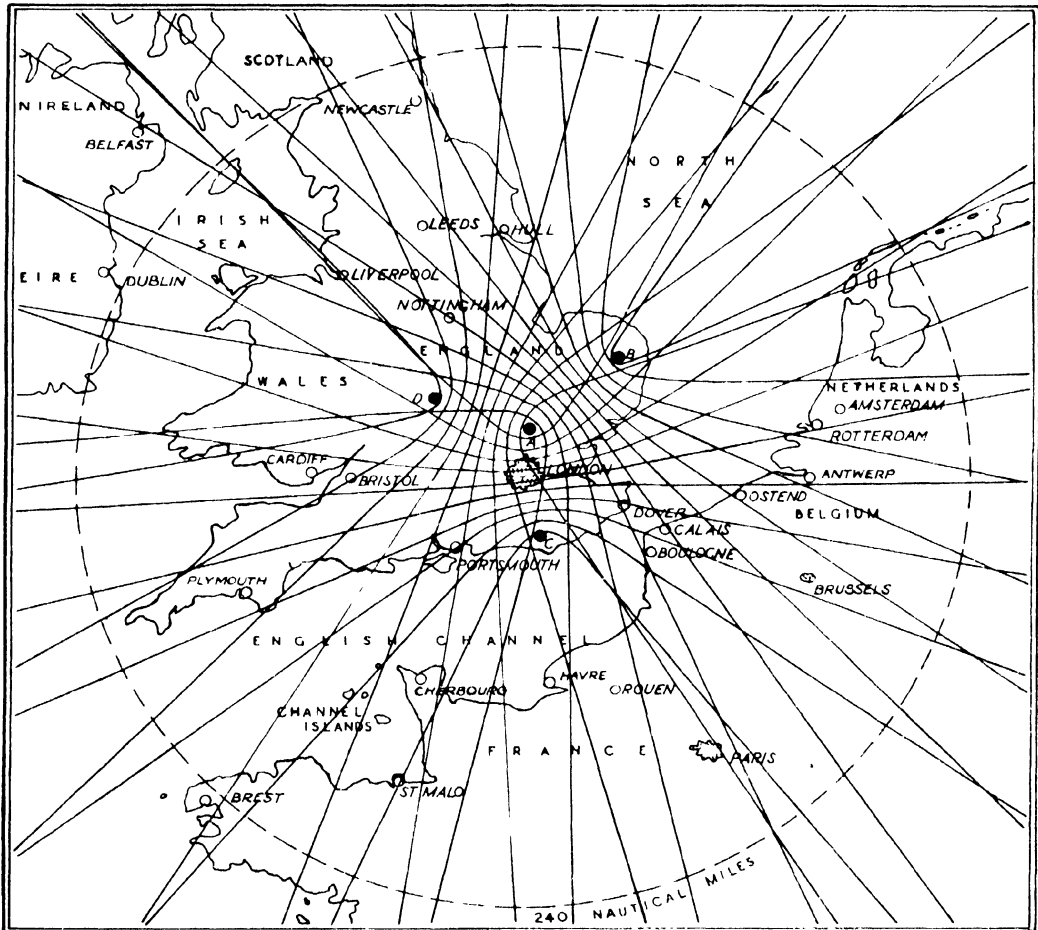 SCOTLAND
NEWCASTLE
N IRELAND
BELFAST
NORTH
SEA
IRISH
SEA
LEEDS
HULL
EIRE
DUBLIN
LIVERPOOL
NOTTINGHAM
ENGLAND
B
WALES
D
NETHERLANDS
AMSTERDAM
A
ROTTERDAM
CARDIFF
BRISTOL
LONDON
ANTWERP
OSTEND
DOVER
BELGIUM
CALAIS
C
BOULOGNE
PORTSMOUTH
PLYMOUTH
BRUSSELS
ENGLISH CHANNEL
CHERBOURG
HAVRE
ROUEN
CHANNEL
ISLANDS
FRANCE
PARIS
BREST
ST MALO
240 NAUTICAL MILES